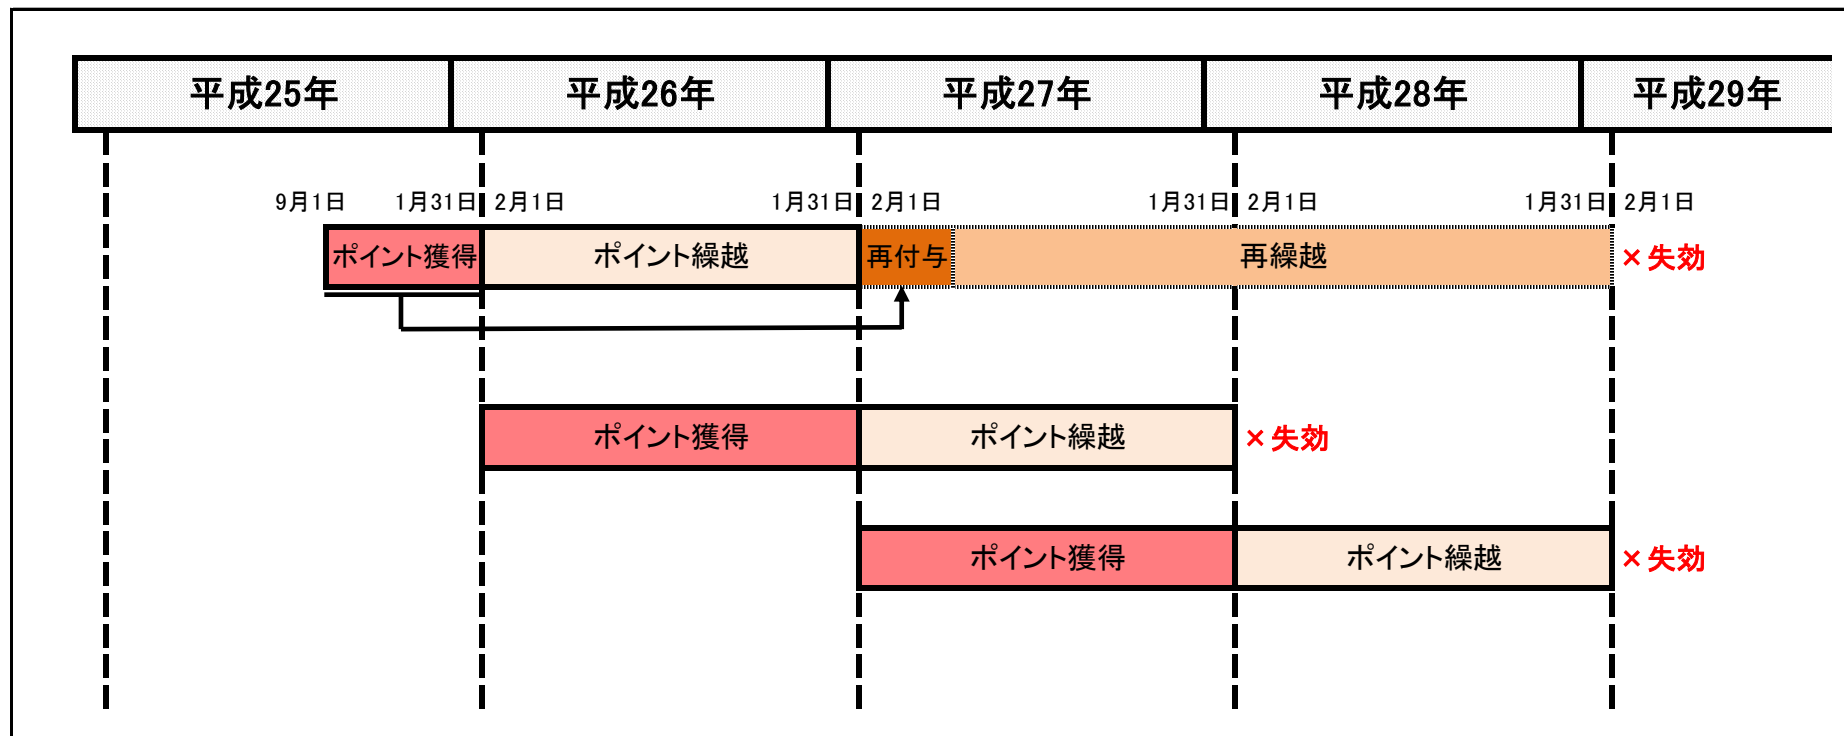 平成25年 平成26年 平成27年 平成28年 平成29年
9月1日 1月31日 2月1日 1月31日 2月1日 1月31日 2月1日 1月31日 2月1日
ポイント獲得 ポイント繰越 再付与 再繰越 ×失効
ポイント獲得 ポイント繰越 ×失効
ポイント獲得 ポイント繰越 ×失効